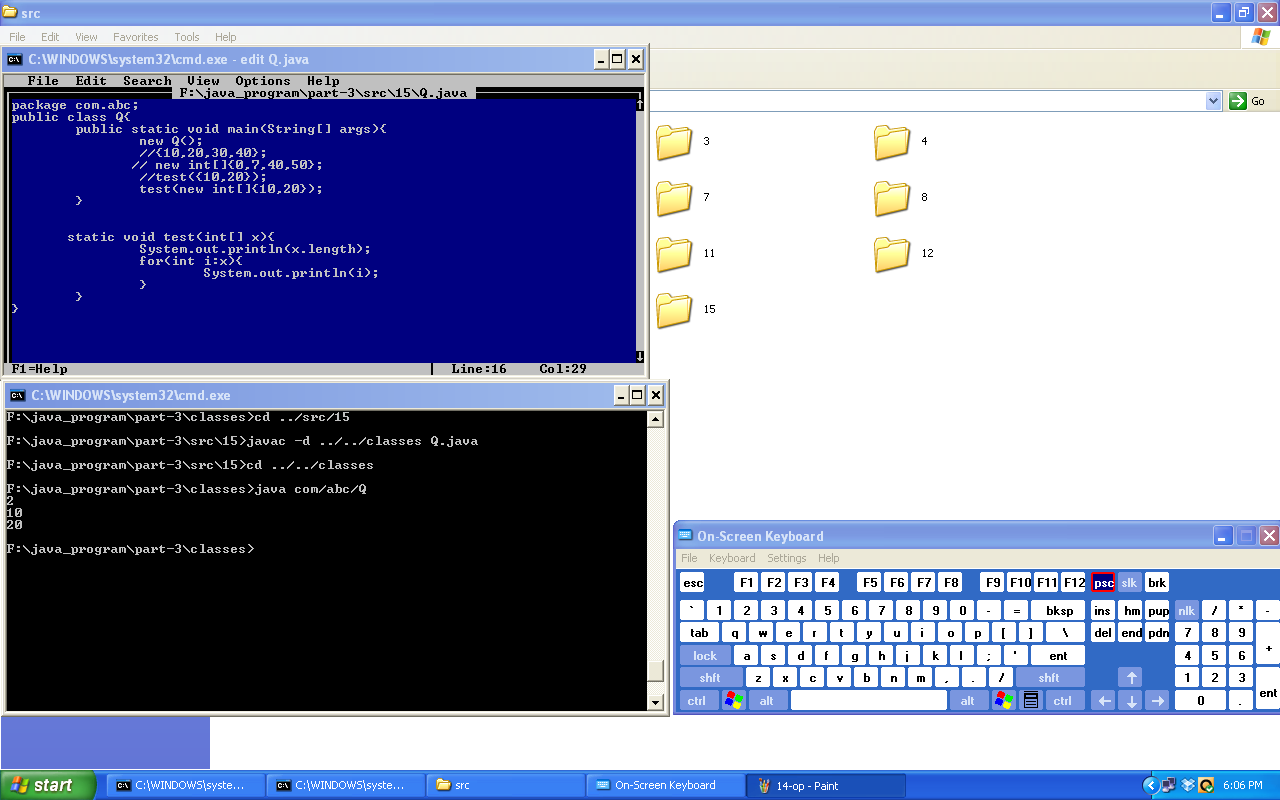 src
File Edit View Favorites Tools Help
C:\WINDOWS\system32\cmd.exe - edit Q.java
File Edit Search View Options Help
F:\java_program\part-3\src\15\Q.java
package com.abc;
public class Q{
public static void main(String[] args){
new Q();
//{10,20,30,40};
// new int[]{0,7,40,50};
//test({10,20});
test(new int[]{10,20});
}
static void test(int[] x){
System.out.println(x.length);
for(int i:x){
System.out.println(i);
}
}
}
F1=Help Line:16 Col:29
Go
3 4
7 8
11 12
15
C:\WINDOWS\system32\cmd.exe
F:\java_program\part-3\classes>cd ../src/15
F:\java_program\part-3\src\15>javac -d ../../classes Q.java
F:\java_program\part-3\src\15>cd ../../classes
F:\java_program\part-3\classes>java com/abc/Q
2
10
20
F:\java_program\part-3\classes>
On-Screen Keyboard
File Keyboard Settings Help
esc F1 F2 F3 F4 F5 F6 F7 F8 F9 F10 F11 F12 psc slk brk
` 1 2 3 4 5 6 7 8 9 0 - = bksp ins hm pup nlk / * -
tab q w e r t y u i o p [ ] \ del end pdn 7 8 9 +
lock a s d f g h j k l ; ' ent 4 5 6
shft z x c v b n m , . / shft 1 2 3 ent
ctrl alt alt ctrl 0 .
start C:\WINDOWS\syste... C:\WINDOWS\syste... src On-Screen Keyboard 14-op - Paint 6:06 PM